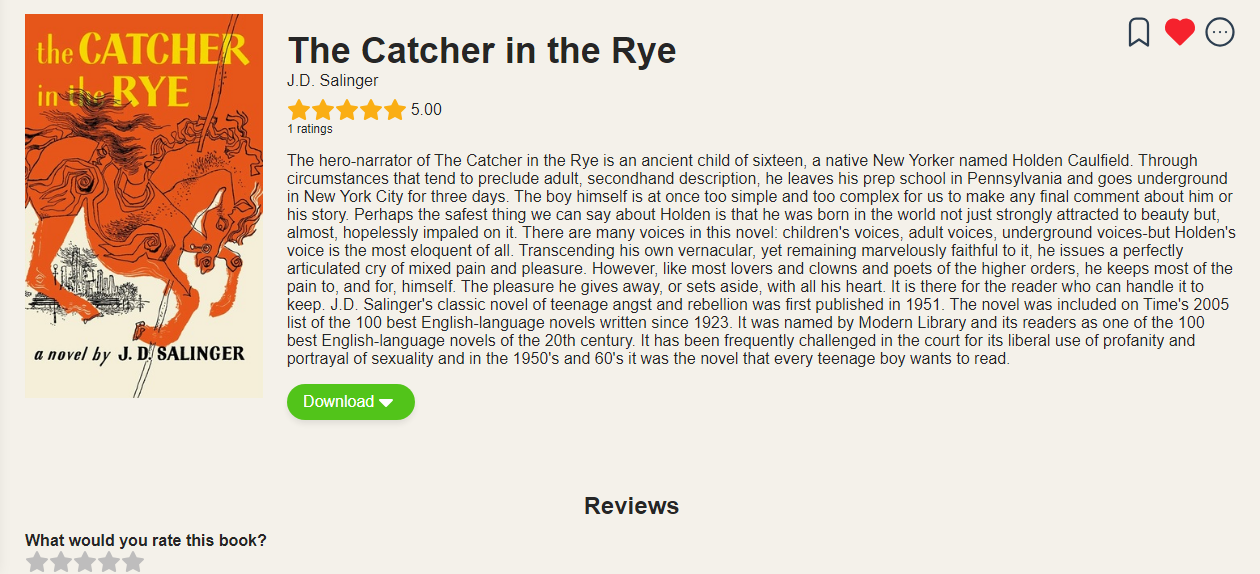 the CATCHER
in the RYE
a novel by J. D. SALINGER
The Catcher in the Rye
J.D. Salinger
5.00
1 ratings
The hero-narrator of The Catcher in the Rye is an ancient child of sixteen, a native New Yorker named Holden Caulfield. Through
circumstances that tend to preclude adult, secondhand description, he leaves his prep school in Pennsylvania and goes underground
in New York City for three days. The boy himself is at once too simple and too complex for us to make any final comment about him or
his story. Perhaps the safest thing we can say about Holden is that he was born in the world not just strongly attracted to beauty but,
almost, hopelessly impaled on it. There are many voices in this novel: children's voices, adult voices, underground voices-but Holden's
voice is the most eloquent of all. Transcending his own vernacular, yet remaining marvelously faithful to it, he issues a perfectly
articulated cry of mixed pain and pleasure. However, like most lovers and clowns and poets of the higher orders, he keeps most of the
pain to, and for, himself. The pleasure he gives away, or sets aside, with all his heart. It is there for the reader who can handle it to
keep. J.D. Salinger's classic novel of teenage angst and rebellion was first published in 1951. The novel was included on Time's 2005
list of the 100 best English-language novels written since 1923. It was named by Modern Library and its readers as one of the 100
best English-language novels of the 20th century. It has been frequently challenged in the court for its liberal use of profanity and
portrayal of sexuality and in the 1950's and 60's it was the novel that every teenage boy wants to read.
Download
Reviews
What would you rate this book?